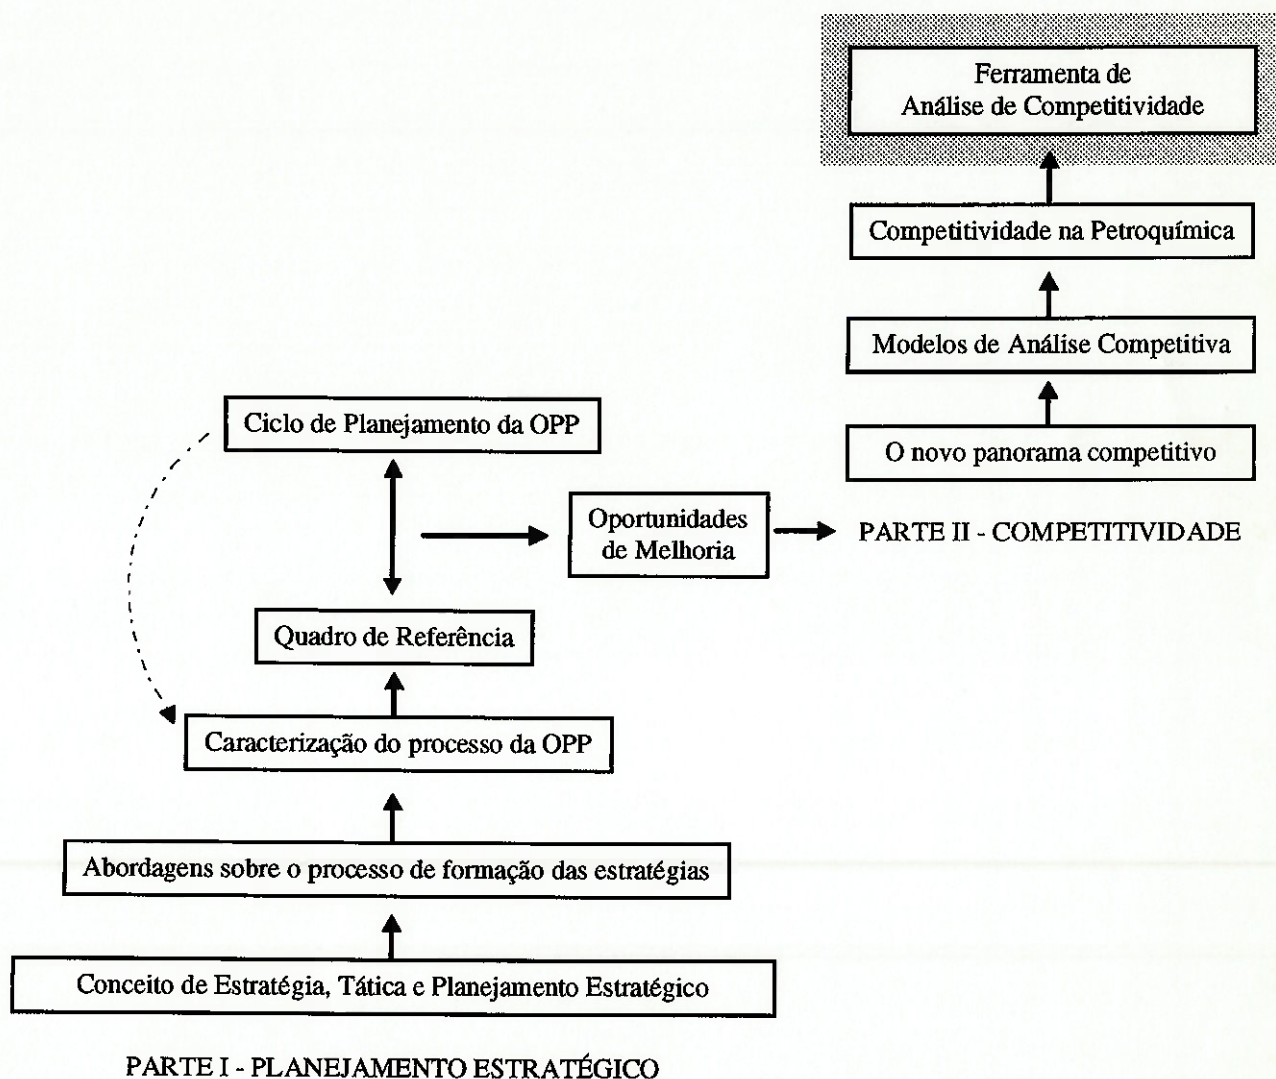 Ferramenta de
Análise de Competitividade
Competitividade na Petroquímica
Modelos de Análise Competitiva
Ciclo de Planejamento da OPP
O novo panorama competitivo
Oportunidades
de Melhoria
PARTE II - COMPETITIVIDADE
Quadro de Referência
Caracterização do processo da OPP
Abordagens sobre o processo de formação das estratégias
Conceito de Estratégia, Tática e Planejamento Estratégico
PARTE I - PLANEJAMENTO ESTRATÉGICO